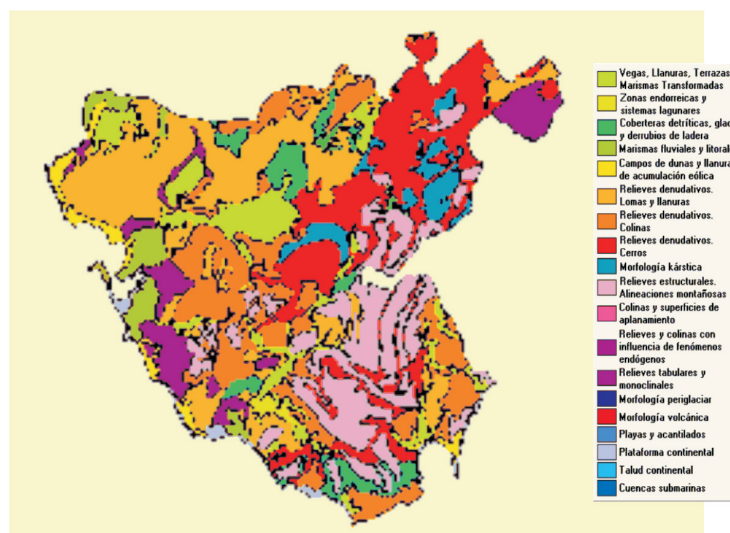 Vegas, Llanuras, Terrazas
Marismas Transformadas
Zonas endorreicas y
sistemas lagunares
Coberteras detríticas, glac
y derrubios de ladera
Marismas fluviales y litoral
Campos de dunas y llanura
de acumulación eólica
Relieves denudativos.
Lomas y llanuras
Relieves denudativos.
Colinas
Relieves denudativos.
Cerros
Morfología kárstica
Relieves estructurales.
Alineaciones montañosas
Colinas y superficies de
aplanamiento
Relieves y colinas con
influencia de fenómenos
endógenos
Relieves tabulares y
monoclinales
Morfología periglaciar
Morfología volcánica
Playas y acantilados
Plataforma continental
Talud continental
Cuencas submarinas